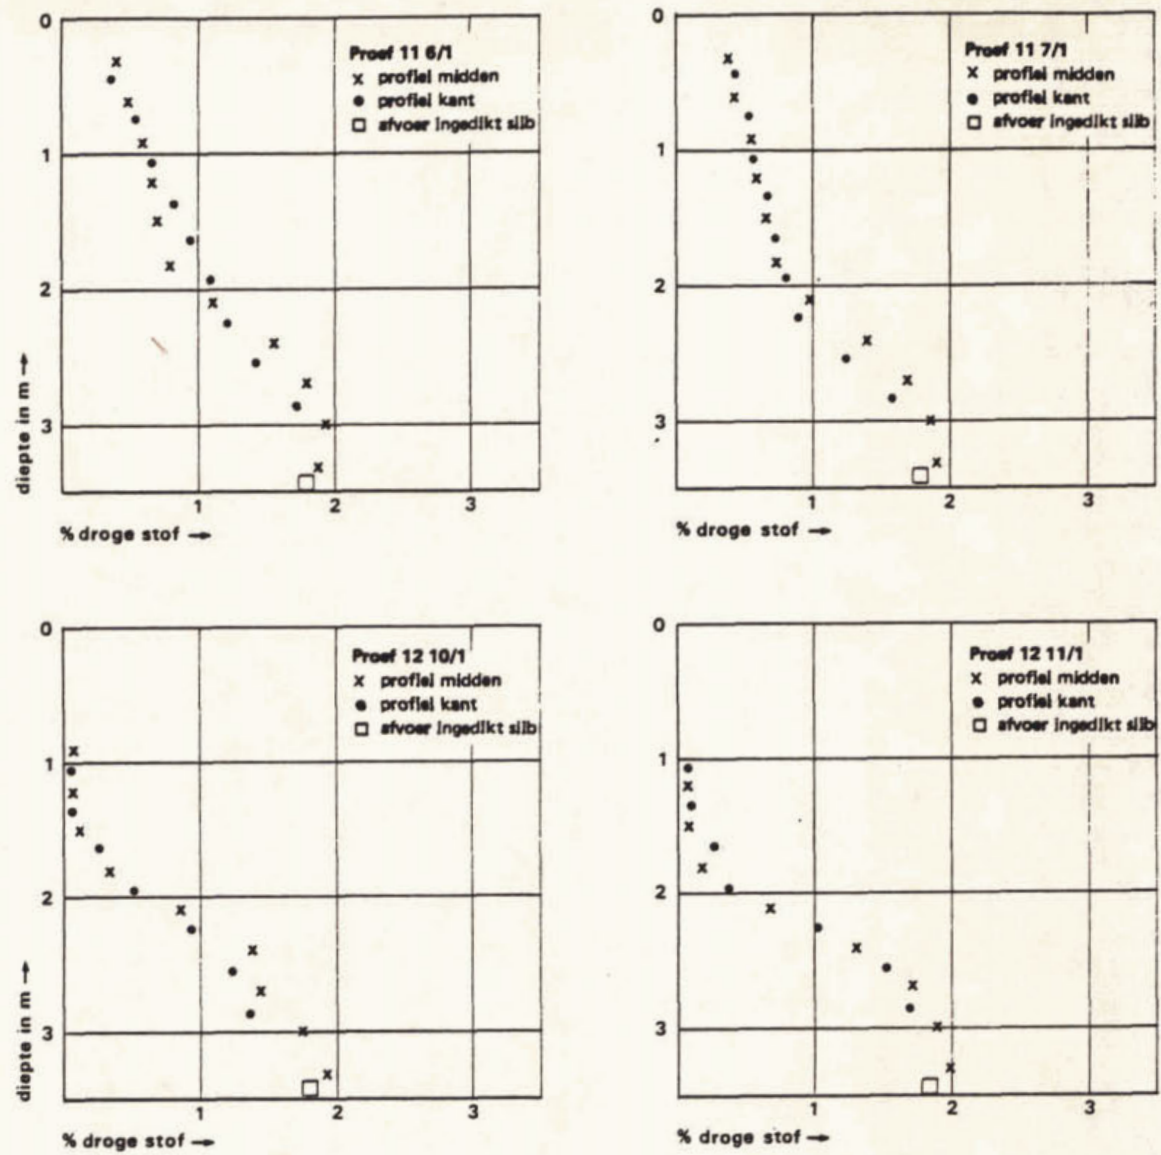 0
1
2
3
diepte in m →
Proef 11 6/1
x profiel midden
● profiel kant
□ afvoer ingedikt slib
1 2 3
% droge stof →
0
1
2
3
Proef 11 7/1
x profiel midden
● profiel kant
□ afvoer ingedikt slib
1 2 3
% droge stof →
0
1
2
3
diepte in m →
Proef 12 10/1
x profiel midden
● profiel kant
□ afvoer ingedikt slib
1 2 3
% droge stof →
0
1
2
3
Proef 12 11/1
x profiel midden
● profiel kant
□ afvoer ingedikt slib
1 2 3
% droge stof →